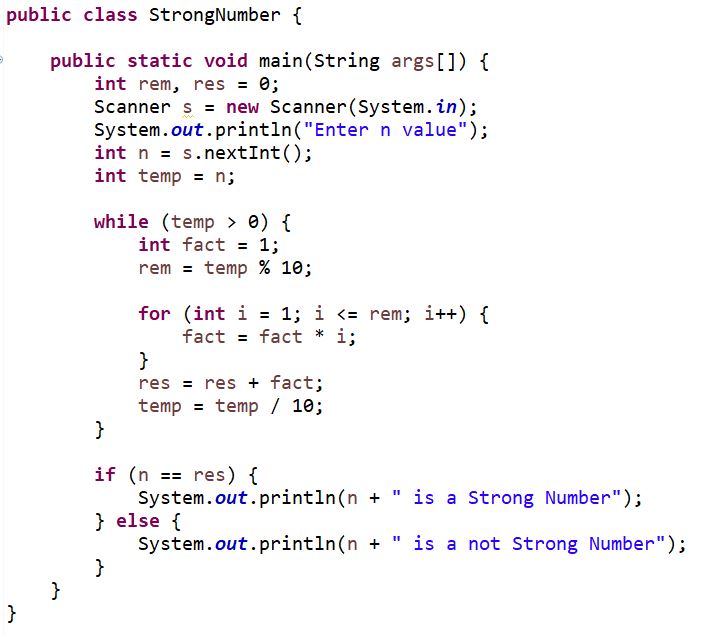 public class StrongNumber {
public static void main(String args[]) {
int rem, res = 0;
Scanner s = new Scanner(System.in);
System.out.println("Enter n value");
int n = s.nextInt();
int temp = n;
while (temp > 0) {
int fact = 1;
rem = temp % 10;
for (int i = 1; i <= rem; i++) {
fact = fact * i;
}
res = res + fact;
temp = temp / 10;
}
if (n == res) {
System.out.println(n + " is a Strong Number");
} else {
System.out.println(n + " is a not Strong Number");
}
}
}